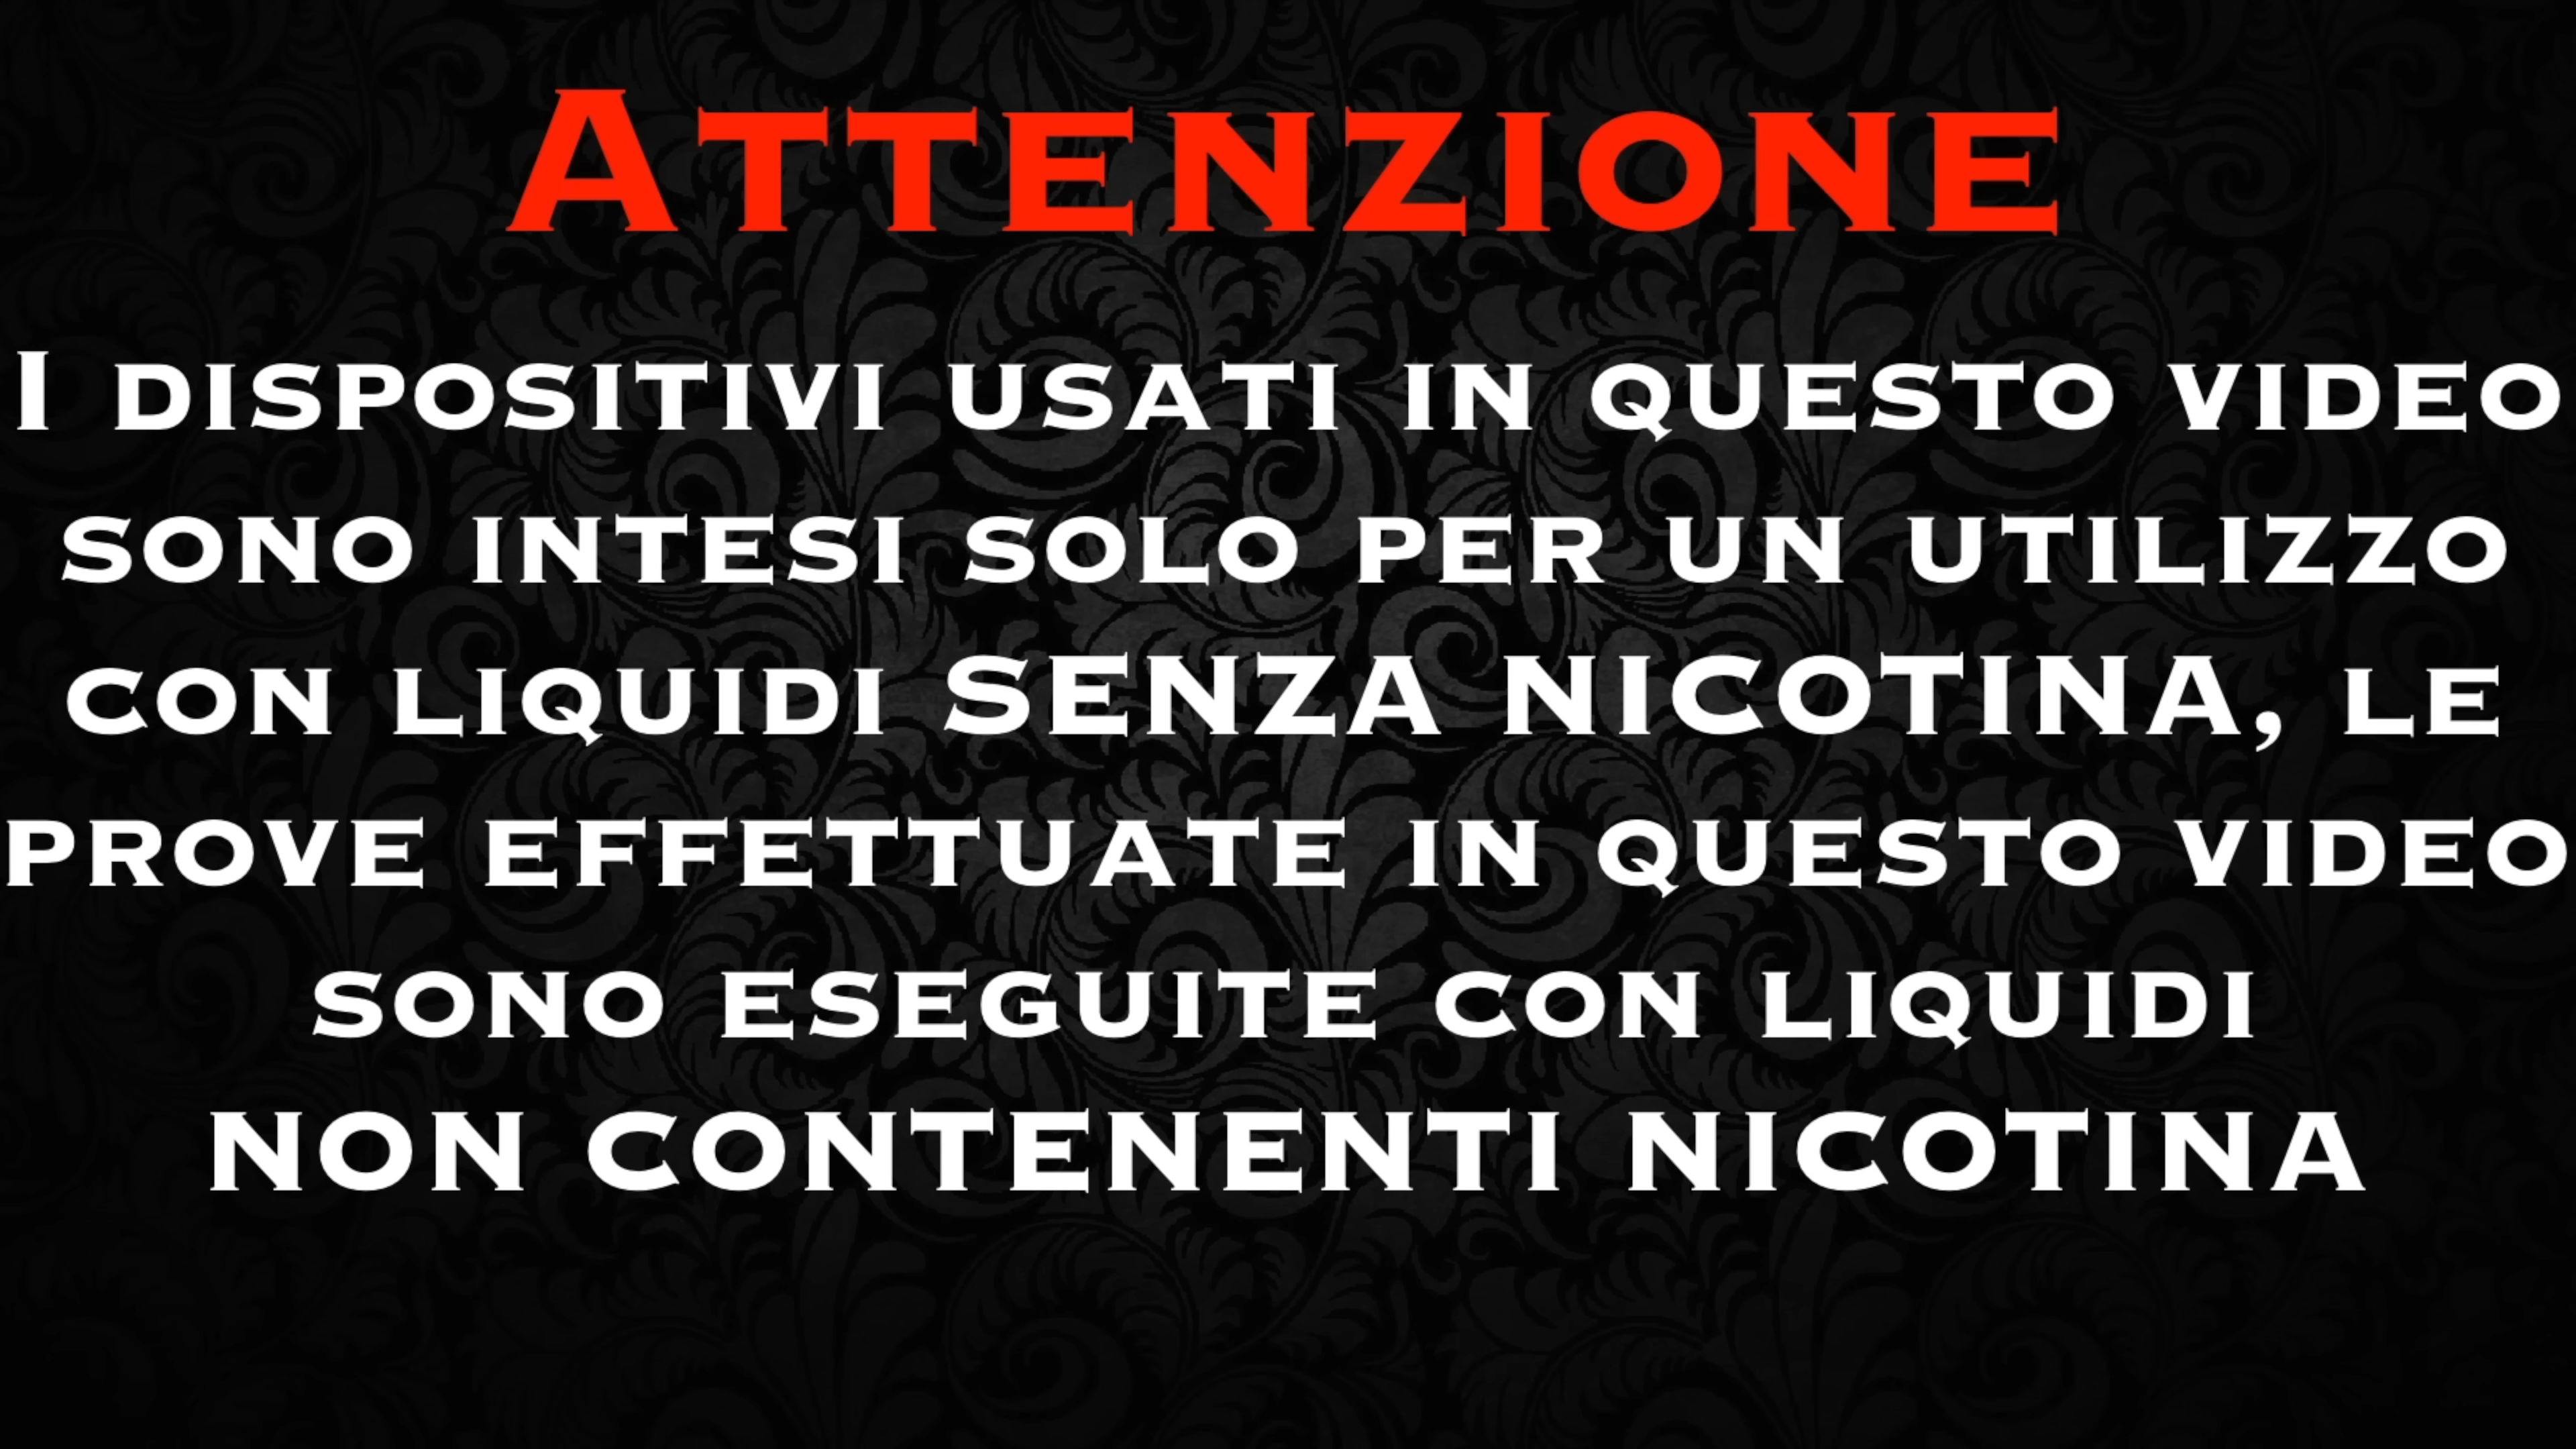 Attenzione
I dispositivi usati in questo video
sono intesi solo per un utilizzo
con liquidi SENZA NICOTINA, le
prove effettuate in questo video
sono eseguite con liquidi
NON CONTENENTI NICOTINA